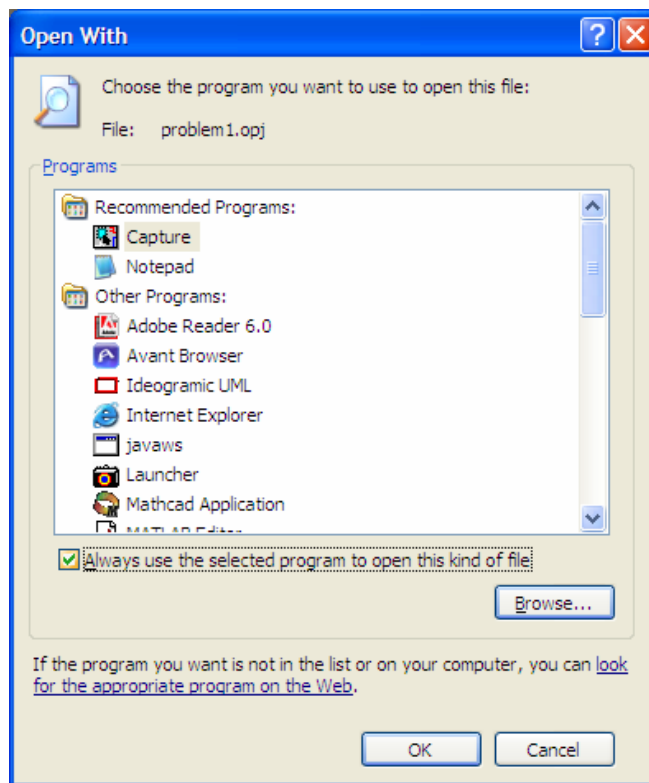 Open With
Choose the program you want to use to open this file:
File: problem1.opj
Programs
Recommended Programs:
Capture
Notepad
Other Programs:
Adobe Reader 6.0
Avant Browser
Ideogramic UML
Internet Explorer
javaws
Launcher
Mathcad Application
MATLAB Editor
Always use the selected program to open this kind of file
Browse...
If the program you want is not in the list or on your computer, you can look
for the appropriate program on the Web.
OK
Cancel